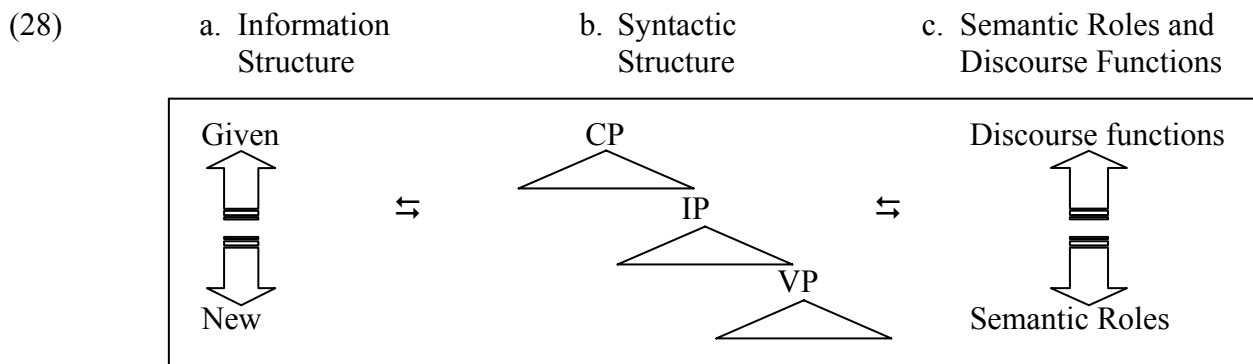 (28) a. Information b. Syntactic c. Semantic Roles and
Structure Structure Discourse Functions
Given CP Discourse functions
⇆ IP ⇆
VP
New Semantic Roles